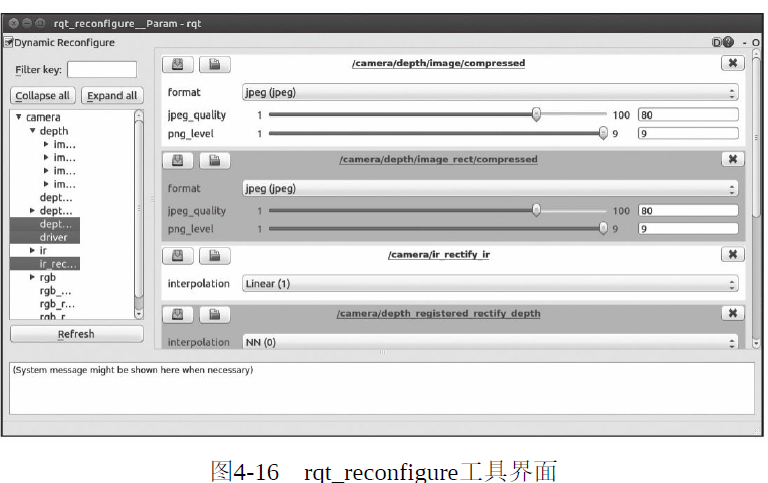 rqt_reconfigure__Param - rqt
Dynamic Reconfigure
D? - O
Filter key:
Collapse all Expand all
camera
depth
im...
im...
im...
im...
dept...
dept...
dept...
driver
ir
ir_rec...
rgb
rgb_...
rgb_r...
rgb_r
Refresh
/camera/depth/image/compressed
format jpeg (jpeg)
jpeg_quality 1 100 80
png_level 1 9 9
/camera/depth/image_rect/compressed
format jpeg (jpeg)
jpeg_quality 1 100 80
png_level 1 9 9
/camera/ir_rectify_ir
interpolation Linear (1)
/camera/depth_registered_rectify_depth
interpolation NN (0)
(System message might be shown here when necessary)
图4-16 rqt_reconfigure工具界面